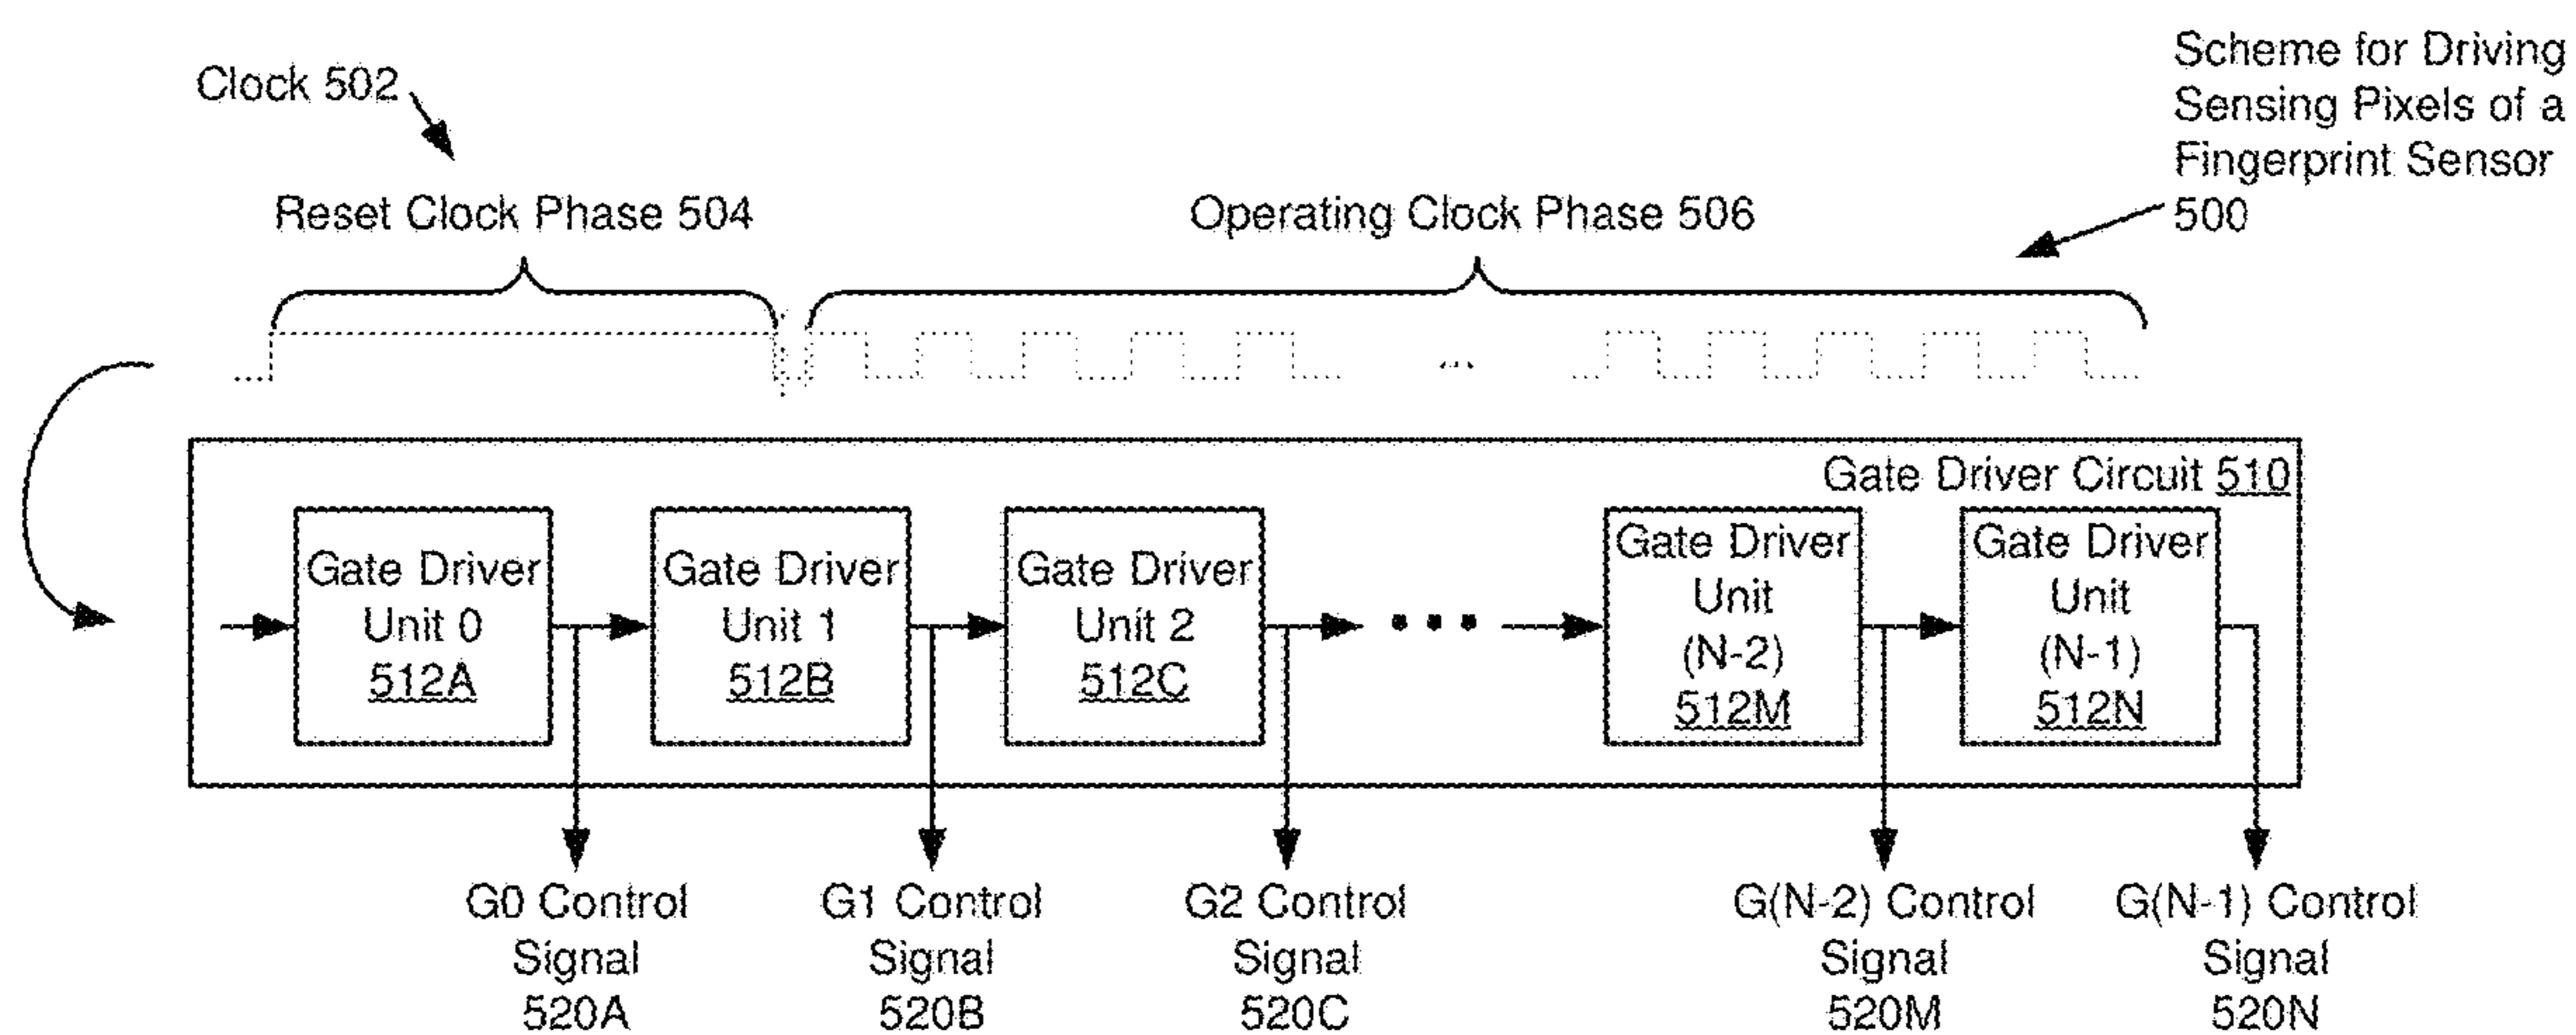 Scheme for Driving
Sensing Pixels of a
Fingerprint Sensor
500
Clock 502
Reset Clock Phase 504
Operating Clock Phase 506
...
Gate Driver Circuit 510
Gate Driver
Unit 0
512A
Gate Driver
Unit 1
512B
Gate Driver
Unit 2
512C
Gate Driver
Unit
(N-2)
512M
Gate Driver
Unit
(N-1)
512N
G0 Control
Signal
520A
G1 Control
Signal
520B
G2 Control
Signal
520C
G(N-2) Control
Signal
520M
G(N-1) Control
Signal
520N